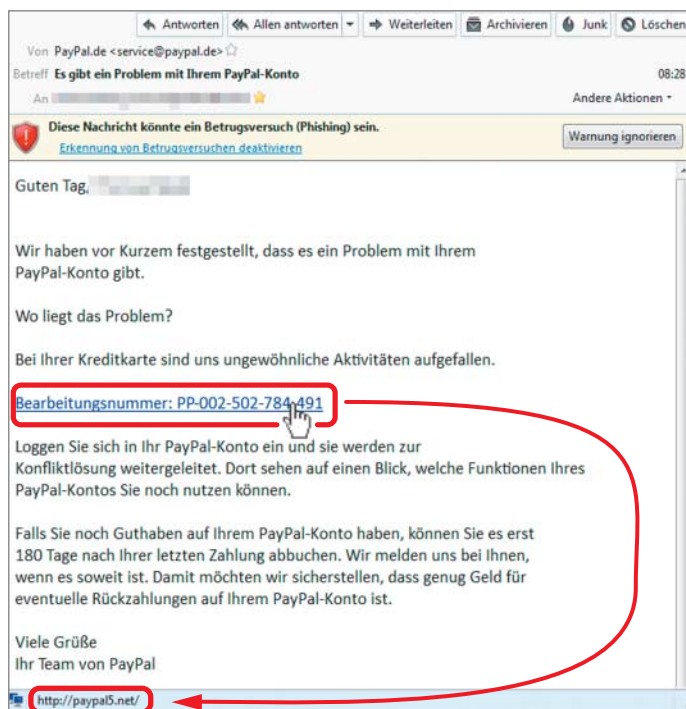 Antworten Allen antworten Weiterleiten Archivieren Junk Löschen
Von PayPal.de <service@paypal.de>
Betreff Es gibt ein Problem mit Ihrem PayPal-Konto 08:28
An Andere Aktionen
Diese Nachricht könnte ein Betrugsversuch (Phishing) sein.
Warnung ignorieren
Erkennung von Betrugsversuchen deaktivieren
Guten Tag,
Wir haben vor Kurzem festgestellt, dass es ein Problem mit Ihrem
PayPal-Konto gibt.
Wo liegt das Problem?
Bei Ihrer Kreditkarte sind uns ungewöhnliche Aktivitäten aufgefallen.
Bearbeitungsnummer: PP-002-502-784-491
Loggen Sie sich in Ihr PayPal-Konto ein und sie werden zur
Konfliktlösung weitergeleitet. Dort sehen auf einen Blick, welche Funktionen Ihres
PayPal-Kontos Sie noch nutzen können.
Falls Sie noch Guthaben auf Ihrem PayPal-Konto haben, können Sie es erst
180 Tage nach Ihrer letzten Zahlung abbuchen. Wir melden uns bei Ihnen,
wenn es soweit ist. Damit möchten wir sicherstellen, dass genug Geld für
eventuelle Rückzahlungen auf Ihrem PayPal-Konto ist.
Viele Grüße
Ihr Team von PayPal
http://paypal5.net/